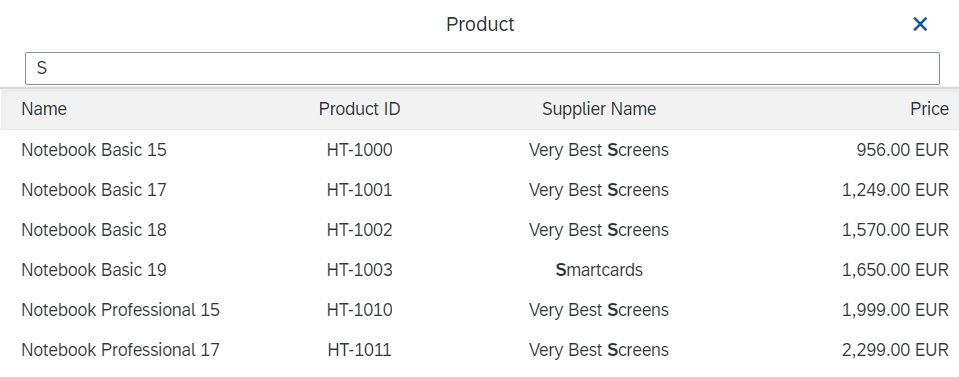 Product
S
Name Product ID Supplier Name Price
Notebook Basic 15 HT-1000 Very Best Screens 956.00 EUR
Notebook Basic 17 HT-1001 Very Best Screens 1,249.00 EUR
Notebook Basic 18 HT-1002 Very Best Screens 1,570.00 EUR
Notebook Basic 19 HT-1003 Smartcards 1,650.00 EUR
Notebook Professional 15 HT-1010 Very Best Screens 1,999.00 EUR
Notebook Professional 17 HT-1011 Very Best Screens 2,299.00 EUR